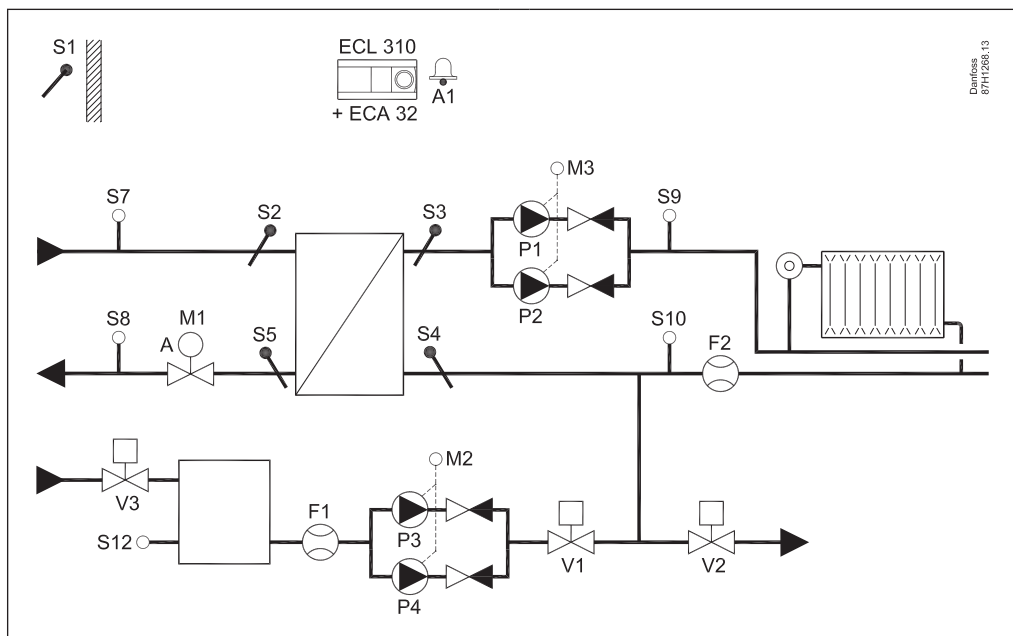 S1
ECL 310
A1
+ ECA 32
Danfoss
87H1268.13
M3
S7
S2
S3
S9
P1
P2
S8
M1
A
S5
S4
S10
F2
M2
V3
F1
P3
S12
V1
V2
P4